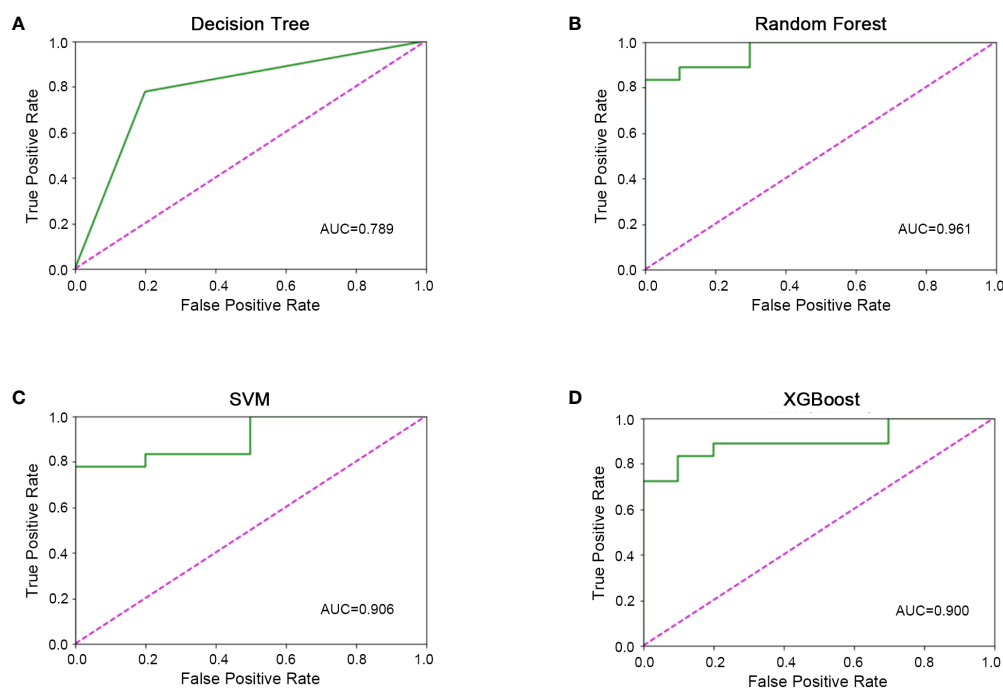 A
Decision Tree
1.0
0.8
0.6
0.4
0.2
0.0
True Positive Rate
AUC=0.789
0.0 0.2 0.4 0.6 0.8 1.0
False Positive Rate
B
Random Forest
1.0
0.8
0.6
0.4
0.2
0.0
True Positive Rate
AUC=0.961
0.0 0.2 0.4 0.6 0.8 1.0
False Positive Rate
C
SVM
1.0
0.8
0.6
0.4
0.2
0.0
True Positive Rate
AUC=0.906
0.0 0.2 0.4 0.6 0.8 1.0
False Positive Rate
D
XGBoost
1.0
0.8
0.6
0.4
0.2
0.0
True Positive Rate
AUC=0.900
0.0 0.2 0.4 0.6 0.8 1.0
False Positive Rate